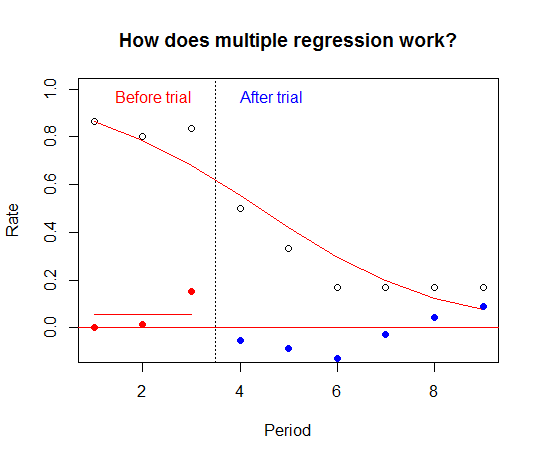 How does multiple regression work?
Before trial
After trial
Rate
1.0
0.8
0.6
0.4
0.2
0.0
2
4
6
8
Period